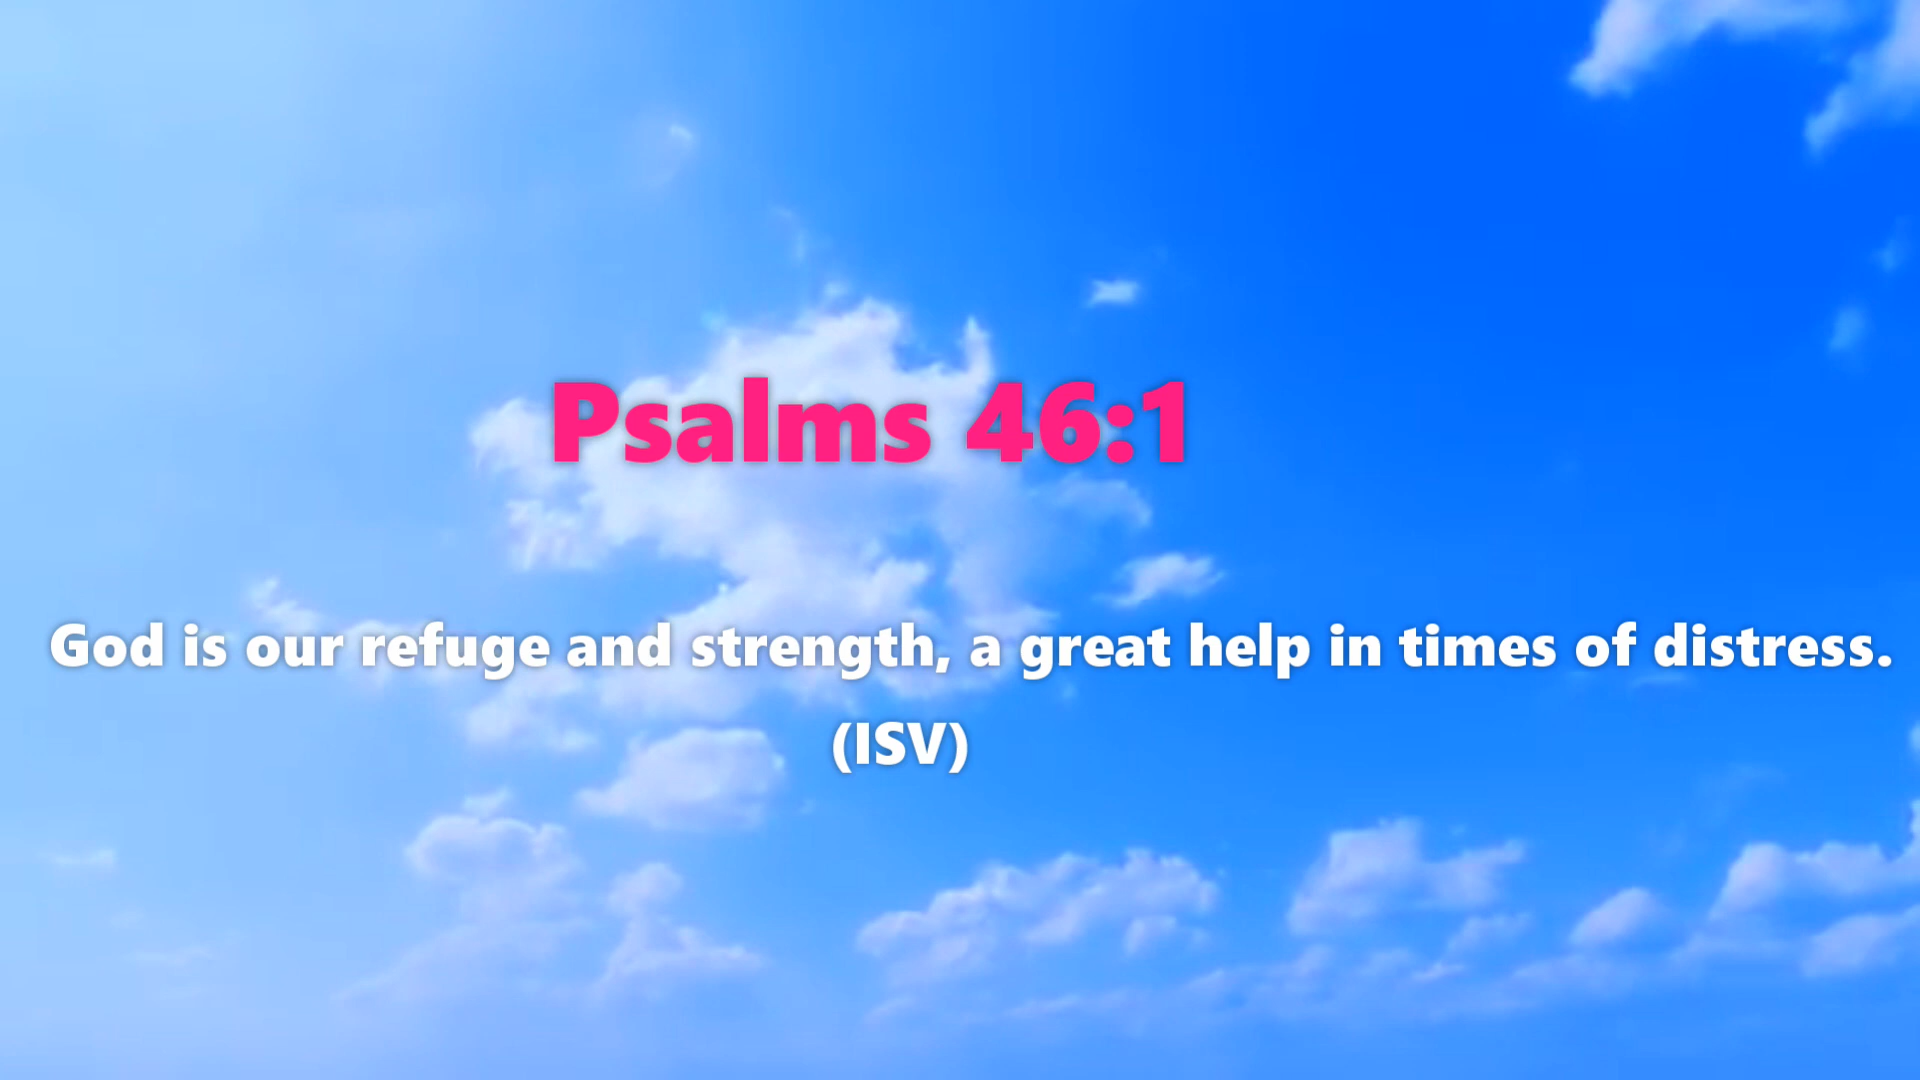 Psalms 46:1
God is our refuge and strength, a great help in times of distress.
(ISV)